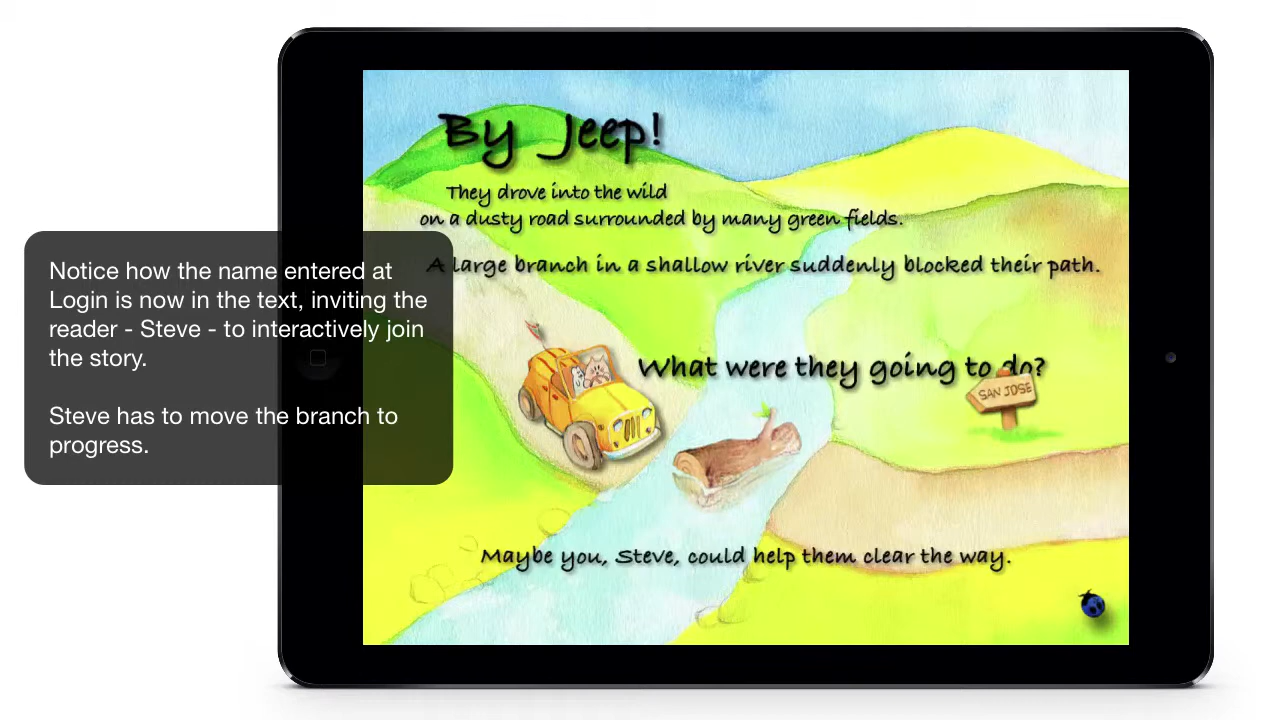 By Jeep!
They drove into the wild
on a dusty road surrounded by many green fields.
A large branch in a shallow river suddenly blocked their path.
Notice how the name entered at
Login is now in the text, inviting the
reader - Steve - to interactively join
the story.
Steve has to move the branch to
progress.
What were they going to do?
SAN JOSE
Maybe you, Steve, could help them clear the way.